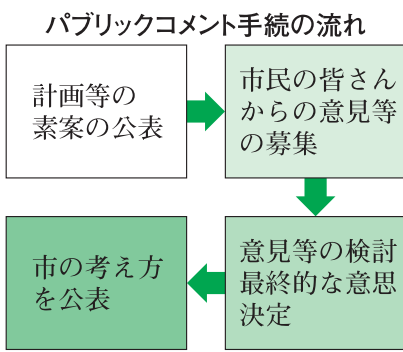 パブリックコメント手続の流れ
計画等の
素案の公表
市民の皆さん
からの意見等
の募集
意見等の検討
最終的な意思
決定
市の考え方
を公表